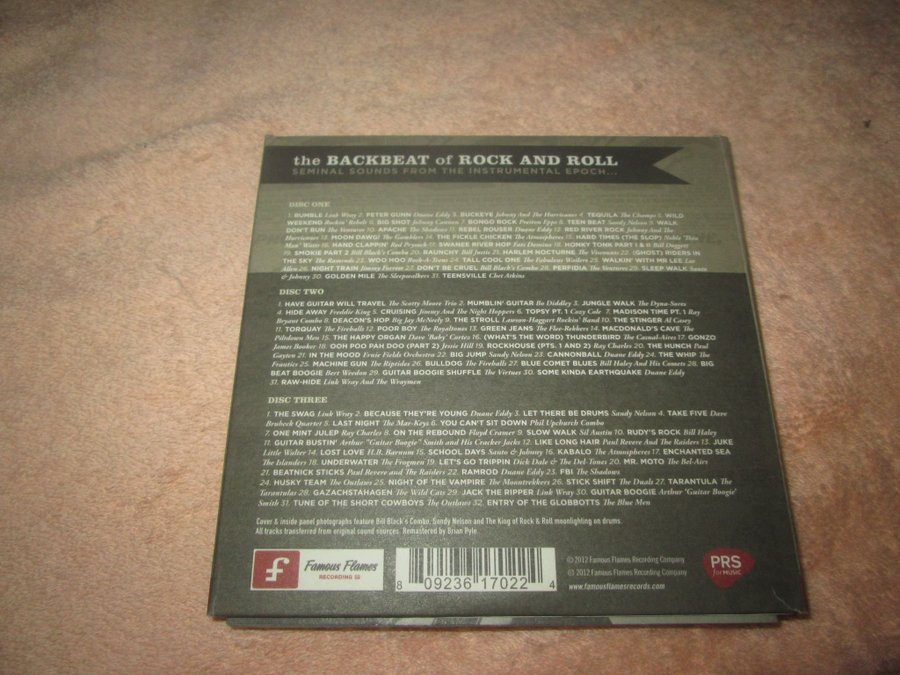 the BACKBEAT of ROCK AND ROLL
SEMINAL SOUNDS FROM THE INSTRUMENTAL EPOCH...
DISC ONE
1. RUMBLE Link Wray 2. PETER GUNN Duane Eddy 3. BUCKEYE Johnny And The Hurricanes 4. TEQUILA The Champs 5. WILD
WEEKEND Rockin' Rebels 6. BIG SHOT 7. BONGO ROCK Preston Epps 8. TEEN BEAT Sandy Nelson 9. WALK
DON'T RUN The Ventures 10. APACHE The Shadows 11. REBEL ROUSER Duane Eddy 12. RED RIVER ROCK Johnny And The
Hurricanes 13. MOON DAWG! The Gamblers 14. THE FICKLE CHICKEN The Atmospheres 15. HARD TIMES (THE SLOP) Noble 'Thin
Man' Watts 16. HAND CLAPPIN' Red Prysock 17. SWANEE RIVER HOP Fats Domino 18. HONKY TONK PART I & II Bill Doggett
19. SMOKIE PART 2 Bill Black's Combo 20. RAUNCHY Bill Justis 21. HARLEM NOCTURNE The Viscounts 22. (GHOST) RIDERS IN
THE SKY The Ramrods 23. WOO HOO Rock-A-Teens 24. TALL COOL ONE The Fabulous Wailers 25. WALKIN' WITH MR LEE Lee
Allen 26. NIGHT TRAIN Jimmy Forrest 27. DON'T BE CRUEL Bill Black's Combo 28. PERFIDIA The Ventures 29. SLEEP WALK Santo
& Johnny 30. GOLDEN MILE The Sleepwalkers 31. TEENSVILLE Chet Atkins
DISC TWO
1. HAVE GUITAR WILL TRAVEL The Scotty Moore Trio 2. MUMBLIN' GUITAR Bo Diddley 3. JUNGLE WALK The Dyna-Sores
4. HIDE AWAY Freddie King 5. CRUISING Jimmy And The Night Hoppers 6. TOPSY PT. 1 Cozy Cole 7. MADISON TIME PT. 1 Ray
Bryant Combo 8. DEACON'S HOP Big Jay McNeely 9. THE STROLL Lawson-Haggart Rockin' Band 10. THE STINGER Al Casey
11. TORQUAY The Fireballs 12. POOR BOY The Royaltones 13. GREEN JEANS The Flee-Rekkers 14. MACDONALD'S CAVE The
Piltdown Men 15. THE HAPPY ORGAN Dave 'Baby' Cortez 16. (WHAT'S THE WORD) THUNDERBIRD The Casual-Aires 17. GONZO
James Booker 18. OOH POO PAH DOO (PART 2) Jessie Hill 19. ROCKHOUSE (PTS. 1 AND 2) Ray Charles 20. THE HUNCH Paul
Gayten 21. IN THE MOOD Ernie Fields Orchestra 22. BIG JUMP Sandy Nelson 23. CANNONBALL Duane Eddy 24. THE WHIP The
Frantics 25. MACHINE GUN The Riptides 26. BULLDOG The Fireballs 27. BLUE COMET BLUES Bill Haley And His Comets 28. BIG
BEAT BOOGIE Bert Weedon 29. GUITAR BOOGIE SHUFFLE The Virtues 30. SOME KINDA EARTHQUAKE Duane Eddy
31. RAW-HIDE Link Wray And The Wraymen
DISC THREE
1. THE SWAG Link Wray 2. BECAUSE THEY'RE YOUNG Duane Eddy 3. LET THERE BE DRUMS Sandy Nelson 4. TAKE FIVE Dave
Brubeck Quartet 5. LAST NIGHT The Mar-Keys 6. YOU CAN'T SIT DOWN Phil Upchurch Combo
7. ONE MINT JULEP Ray Charles 8. ON THE REBOUND Floyd Cramer 9. SLOW WALK Sil Austin 10. RUDY'S ROCK Bill Haley
11. GUITAR BUSTIN' Arthur "Guitar Boogie" Smith and His Cracker Jacks 12. LIKE LONG HAIR Paul Revere And The Raiders 13. JUKE
Little Walter 14. LOST LOVE H.B. Barnum 15. SCHOOL DAYS Santo & Johnny 16. KABALO The Atmospheres 17. ENCHANTED SEA
The Islanders 18. UNDERWATER The Frogmen 19. LET'S GO TRIPPIN Dick Dale & The Del-Tones 20. MR. MOTO The Bel-Airs
21. BEATNICK STICKS Paul Revere and The Raiders 22. RAMROD Duane Eddy 23. FBI The Shadows
24. HUSKY TEAM The Outlaws 25. NIGHT OF THE VAMPIRE The Moontrekkers 26. STICK SHIFT The Duals 27. TARANTULA The
Tarantulas 28. GAZACHSTAHAGEN The Wild Cats 29. JACK THE RIPPER Link Wray 30. GUITAR BOOGIE Arthur 'Guitar Boogie'
Smith 31. TUNE OF THE SHORT COWBOYS The Outlaws 32. ENTRY OF THE GLOBBOTTS The Blue Men
Cover & inside panel photographs feature Bill Black's Combo, Sandy Nelson and The King of Rock & Roll moonlighting on drums.
All tracks transferred from original sound sources. Remastered by Brian Pyle
Famous Flames
RECORDING
8 09236 17022 4
© 2012 Famous Flames Recording Company
℗ 2012 Famous Flames Recording Company
www.famousflamesrecords.com
PRS
for MUSIC